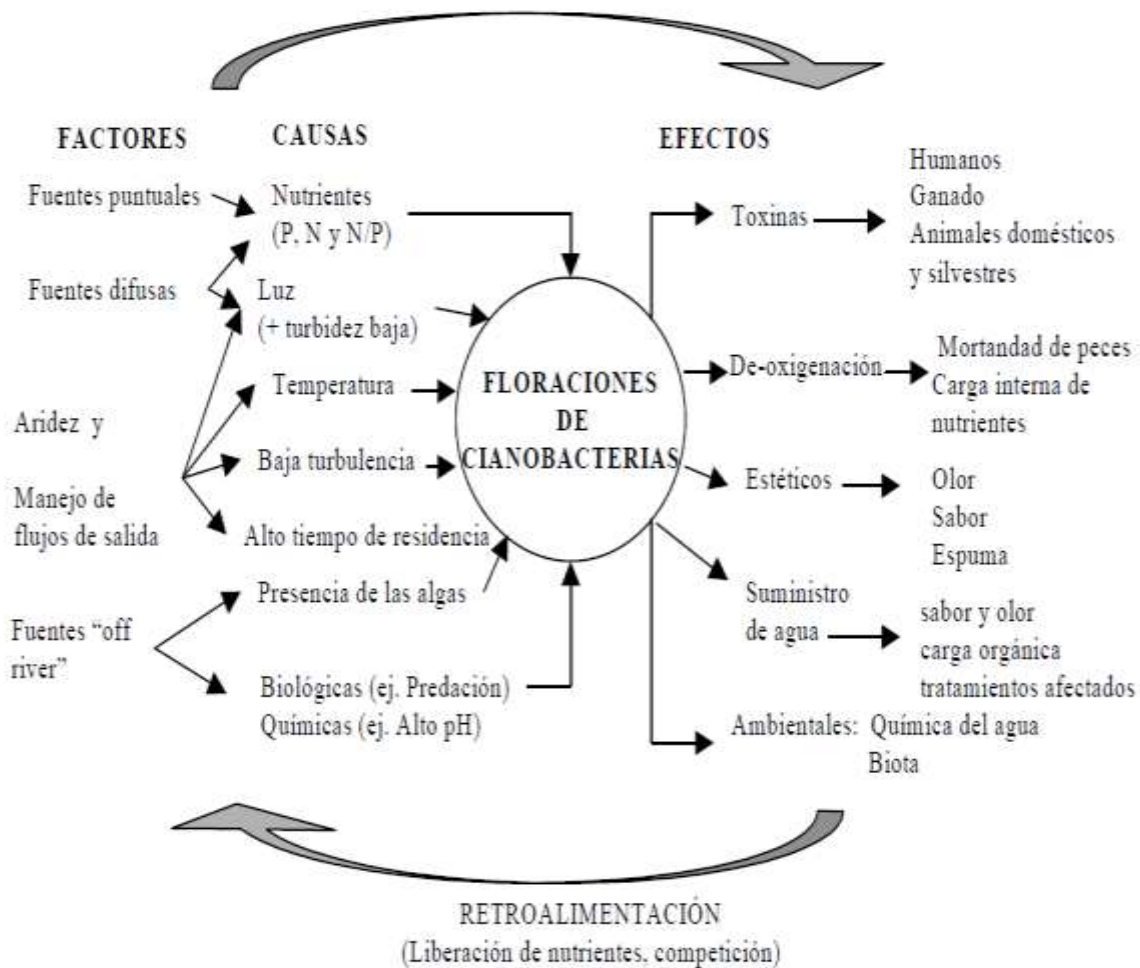 FACTORES
CAUSAS
EFECTOS
Fuentes puntuales
Fuentes difusas
Aridez y
Manejo de
flujos de salida
Fuentes “off
river”
Nutrientes
(P, N y N/P)
Luz
(+ turbidez baja)
Temperatura
Baja turbulencia
Alto tiempo de residencia
Presencia de las algas
Biológicas (ej. Predación)
Químicas (ej. Alto pH)
FLORACIONES
DE
CIANOBACTERIAS
Toxinas
Humanos
Ganado
Animales domésticos
y silvestres
De-oxigenación
Mortandad de peces
Carga interna de
nutrientes
Estéticos
Olor
Sabor
Espuma
Suministro
de agua
sabor y olor
carga orgánica
tratamientos afectados
Ambientales: Química del agua
Biota
RETROALIMENTACIÓN
(Liberación de nutrientes, competición)